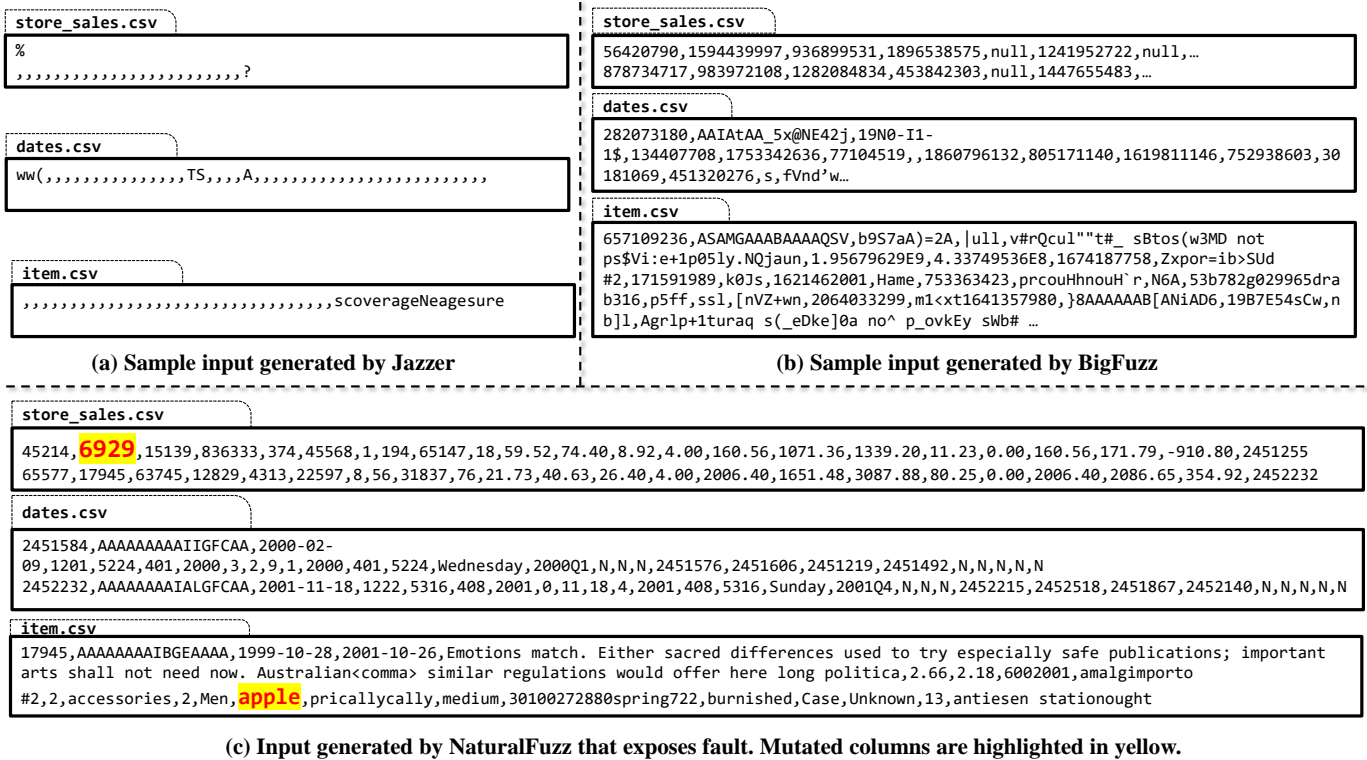 store_sales.csv
%
,,,,,,,,,,,,,,,,,,,,,,,,?
dates.csv
ww(,,,,,,,,,,,,,,,TS,,,,A,,,,,,,,,,,,,,,,,,,,,,,,,
item.csv
,,,,,,,,,,,,,,,,,,,,,,,,,,,,,,,,,scoverageNeagesure
(a) Sample input generated by Jazzer
store_sales.csv
56420790,1594439997,936899531,1896538575,null,1241952722,null,…
878734717,983972108,1282084834,453842303,null,1447655483,…
dates.csv
282073180,AAIAtAA_5x@NE42j,19N0-I1-
1$,134407708,1753342636,77104519,,1860796132,805171140,1619811146,752938603,30
181069,451320276,s,fVnd’w…
item.csv
657109236,ASAMGAAABAAAAQSV,b9S7aA)=2A,|ull,v#rQcul""t#_ sBtos(w3MD not
ps$Vi:e+1p05ly.NQjaun,1.95679629E9,4.33749536E8,1674187758,Zxpor=ib>SUd
#2,171591989,k0Js,1621462001,Hame,753363423,prcouHhnouH`r,N6A,53b782g029965dra
b316,p5ff,ssl,[nVZ+wn,2064033299,m1<xt1641357980,}8AAAAAAB[ANiAD6,19B7E54sCw,n
b]l,Agrlp+1turaq s(_eDke]0a no^ p_ovkEy sWb# …
(b) Sample input generated by BigFuzz
store_sales.csv
45214,6929,15139,836333,374,45568,1,194,65147,18,59.52,74.40,8.92,4.00,160.56,1071.36,1339.20,11.23,0.00,160.56,171.79,-910.80,2451255
65577,17945,63745,12829,4313,22597,8,56,31837,76,21.73,40.63,26.40,4.00,2006.40,1651.48,3087.88,80.25,0.00,2006.40,2086.65,354.92,2452232
dates.csv
2451584,AAAAAAAAAIIGFCAA,2000-02-
09,1201,5224,401,2000,3,2,9,1,2000,401,5224,Wednesday,2000Q1,N,N,N,2451576,2451606,2451219,2451492,N,N,N,N,N
2452232,AAAAAAAAIALGFCAA,2001-11-18,1222,5316,408,2001,0,11,18,4,2001,408,5316,Sunday,2001Q4,N,N,N,2452215,2452518,2451867,2452140,N,N,N,N,N
item.csv
17945,AAAAAAAAIBGEAAAA,1999-10-28,2001-10-26,Emotions match. Either sacred differences used to try especially safe publications; important
arts shall not need now. Australian<comma> similar regulations would offer here long politica,2.66,2.18,6002001,amalgimporto
#2,2,accessories,2,Men,apple,pricallycally,medium,30100272880spring722,burnished,Case,Unknown,13,antiesen stationought
(c) Input generated by NaturalFuzz that exposes fault. Mutated columns are highlighted in yellow.